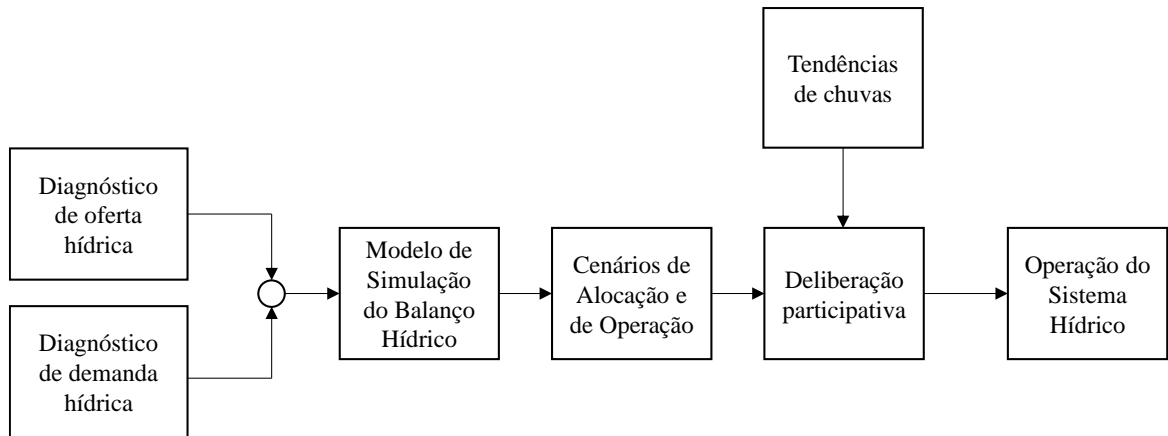 Diagnóstico
de oferta
hídrica
Diagnóstico
de demanda
hídrica
Modelo de
Simulação
do Balanço
Hídrico
Cenários de
Alocação e
de Operação
Tendências
de chuvas
Deliberação
participativa
Operação do
Sistema
Hídrico